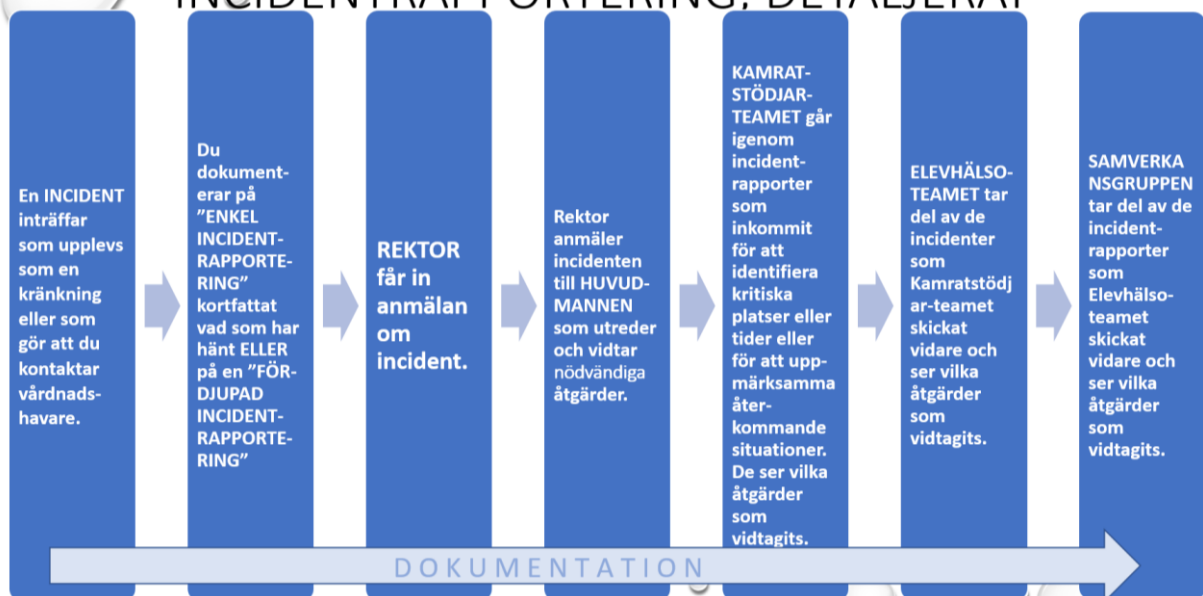 INCIDENTRAPPORTERING, DETALJERAT
En INCIDENT
inträffar
som upplevs
som en
kränkning
eller som
gör att du
kontaktar
vårdnads-
havare.
Du
dokument-
erar på
”ENKEL
INCIDENT-
RAPPORTE-
RING”
kortfattat
vad som har
hänt ELLER
på en ”FÖR-
DJUPAD
INCIDENT-
RAPPORTE-
RING”
REKTOR
får in
anmälan
om
incident.
Rektor
anmäler
incidenten
till HUVUD-
MANNEN
som utreder
och vidtar
nödvändiga
åtgärder.
KAMRAT-
STÖDJAR-
TEAMET går
igenom
incident-
rapporter
som
inkommit
för att
identifiera
kritiska
platser eller
tider eller
för att upp-
märksamma
åter-
kommande
situationer.
De ser vilka
åtgärder
som
vidtagits.
ELEVHÄLSO-
TEAMET tar
del av de
incidenter
som
Kamratstödj
ar-teamet
skickat
vidare och
ser vilka
åtgärder
som
vidtagits.
SAMVERKA
NSGRUPPEN
tar del av de
incident-
rapporter
som
Elevhälso-
teamet
skickat
vidare och
ser vilka
åtgärder
som
vidtagits.
DOKUMENTATION